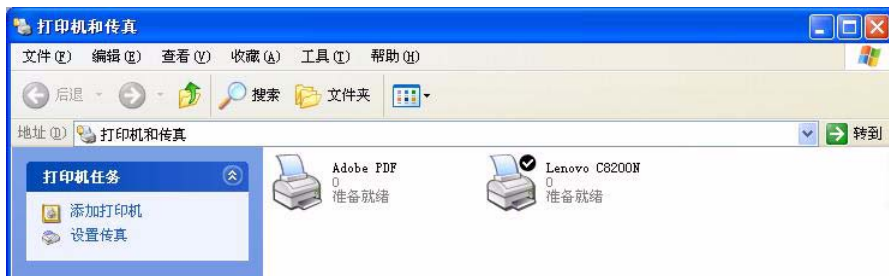 打印机和传真
文件(F) 编辑(E) 查看(V) 收藏(A) 工具(T) 帮助(H)
后退 搜索 文件夹
地址(D) 打印机和传真 转到
打印机任务
添加打印机
设置传真
Adobe PDF
0
准备就绪
Lenovo C8200N
0
准备就绪